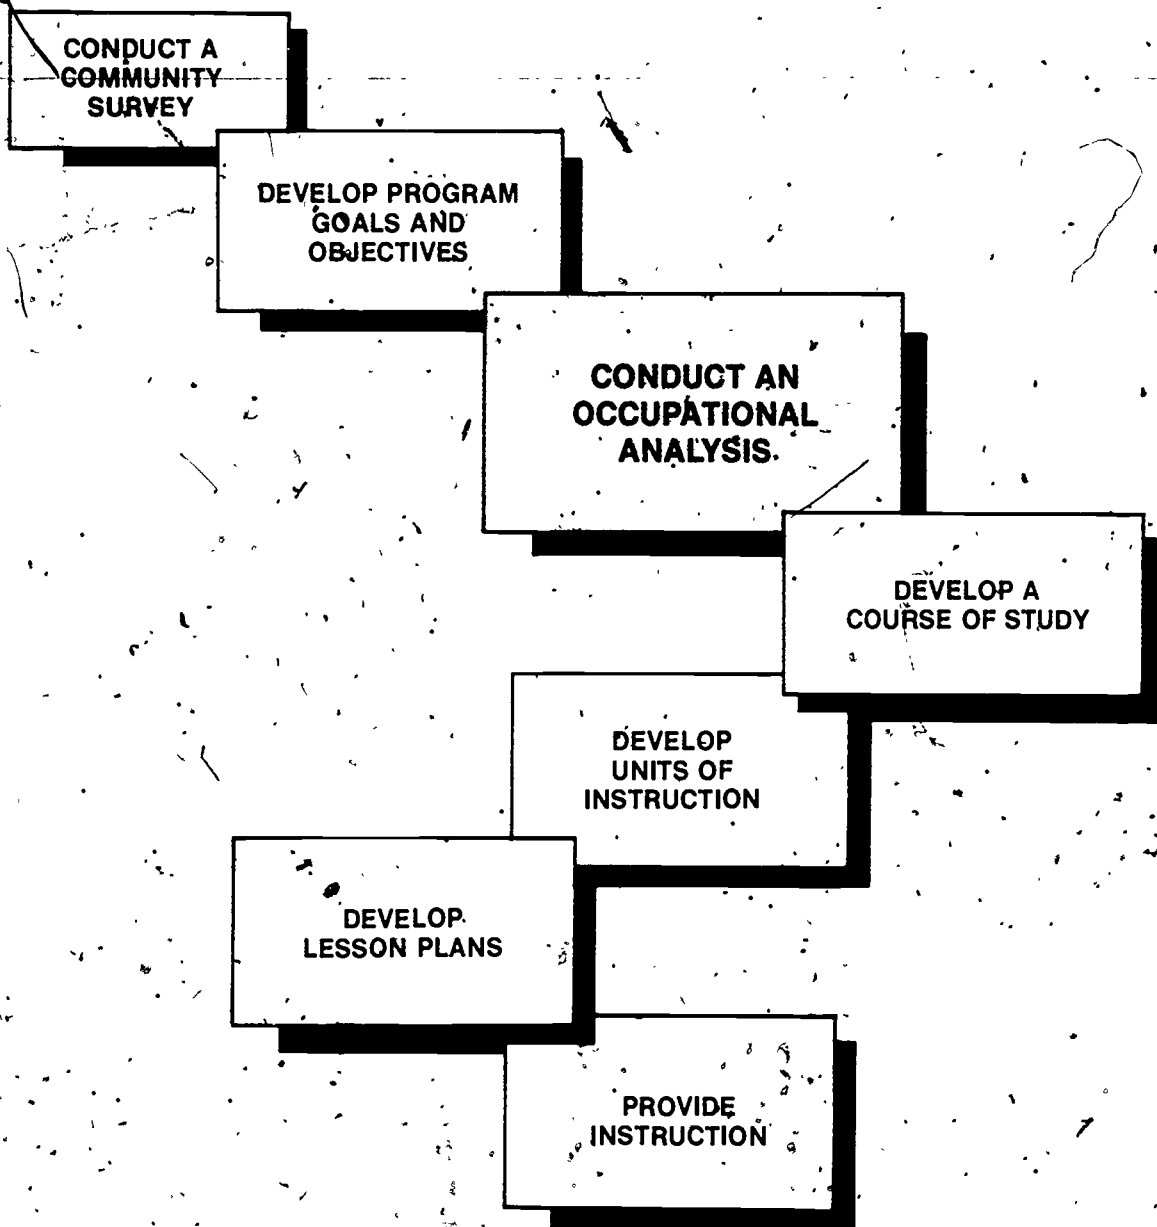 CONDUCT A
COMMUNITY
SURVEY
DEVELOP PROGRAM
GOALS AND
OBJECTIVES
CONDUCT AN
OCCUPATIONAL
ANALYSIS
DEVELOP A
COURSE OF STUDY
DEVELOP
UNITS OF
INSTRUCTION
DEVELOP
LESSON PLANS
PROVIDE
INSTRUCTION